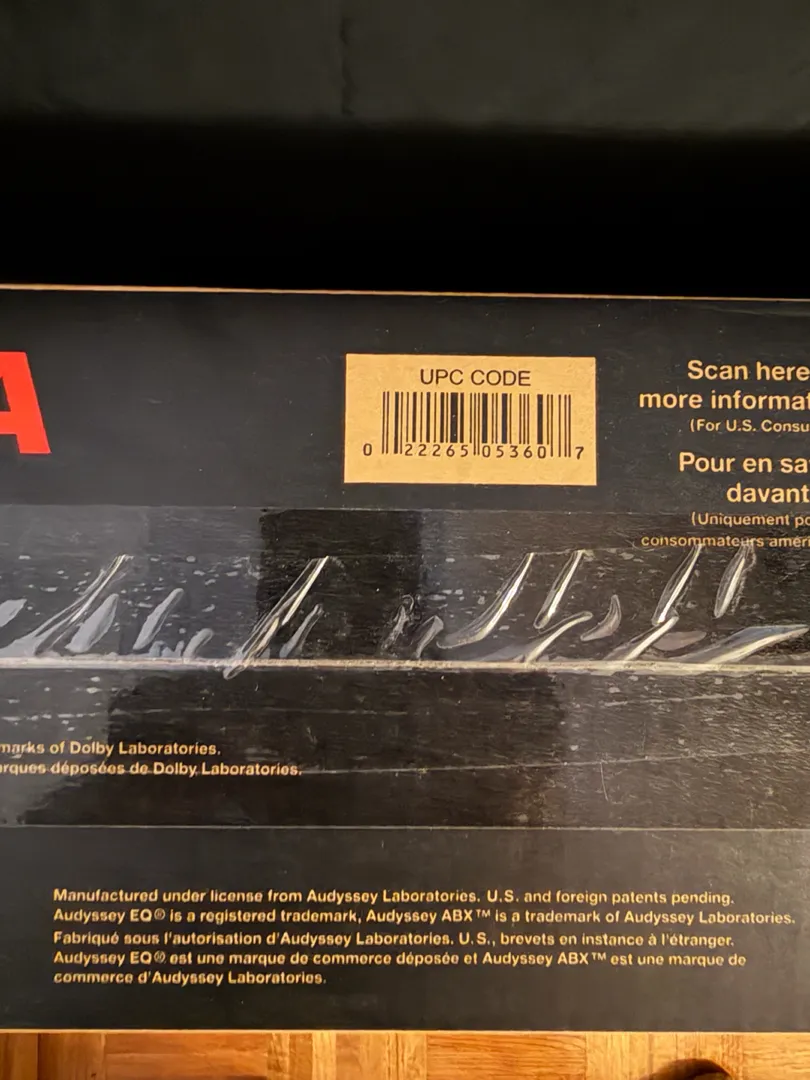 A
UPC CODE
0 22265 05360 7
Scan here
more informat
(For U.S. Consu
Pour en sa
davant
(Uniquement po
consommateurs améri
marks of Dolby Laboratories.
arques déposées de Dolby Laboratories.
Manufactured under license from Audyssey Laboratories. U.S. and foreign patents pending.
Audyssey EQ® is a registered trademark, Audyssey ABX™ is a trademark of Audyssey Laboratories.
Fabriqué sous l'autorisation d'Audyssey Laboratories. U.S., brevets en instance à l'étranger.
Audyssey EQ® est une marque de commerce déposée et Audyssey ABX™ est une marque de
commerce d'Audyssey Laboratories.